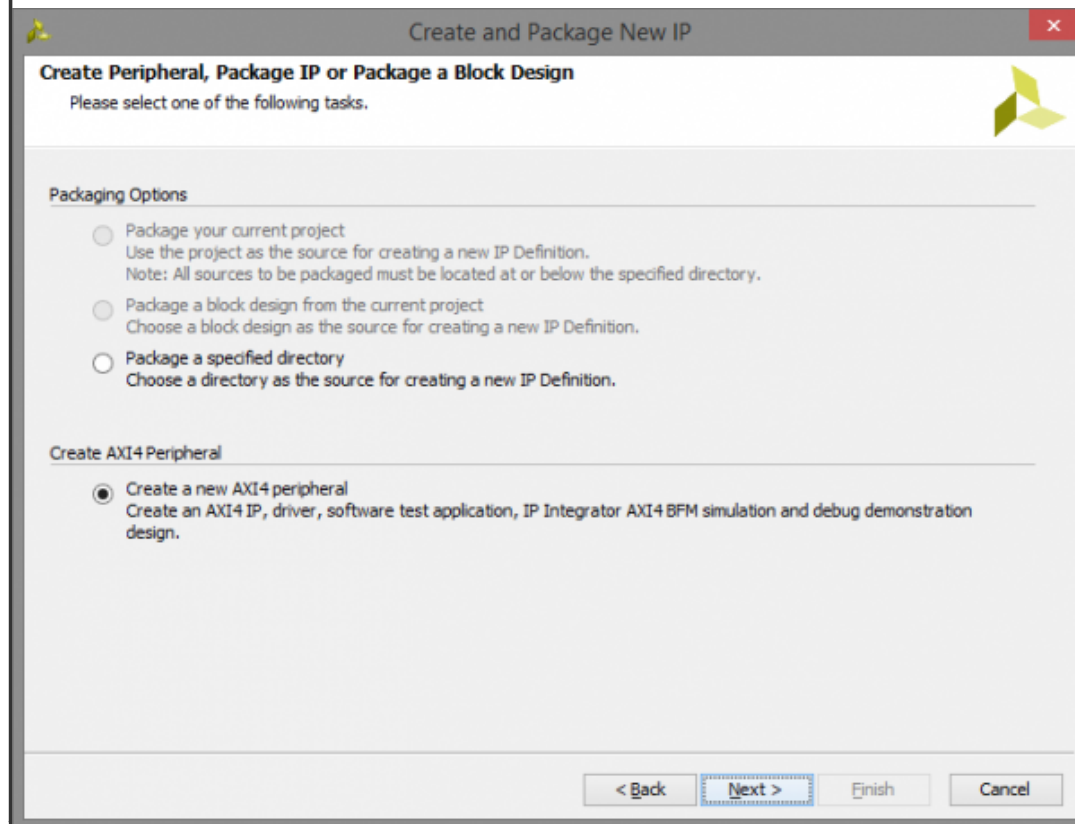 Create and Package New IP
Create Peripheral, Package IP or Package a Block Design
Please select one of the following tasks.
Packaging Options
Package your current project
Use the project as the source for creating a new IP Definition.
Note: All sources to be packaged must be located at or below the specified directory.
Package a block design from the current project
Choose a block design as the source for creating a new IP Definition.
Package a specified directory
Choose a directory as the source for creating a new IP Definition.
Create AXI4 Peripheral
Create a new AXI4 peripheral
Create an AXI4 IP, driver, software test application, IP Integrator AXI4 BFM simulation and debug demonstration
design.
< Back Next > Finish Cancel